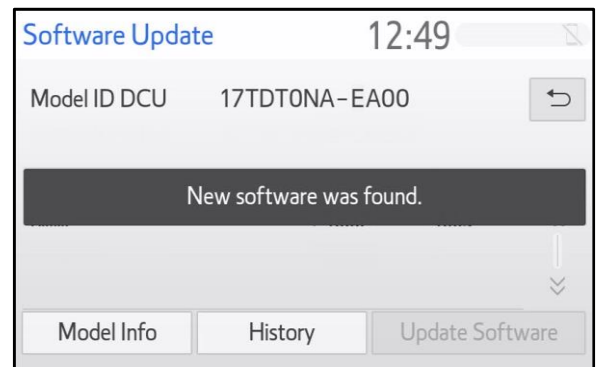 Software Update 12:49
Model ID DCU 17TDT0NA-EA00
New software was found.
Model Info History Update Software